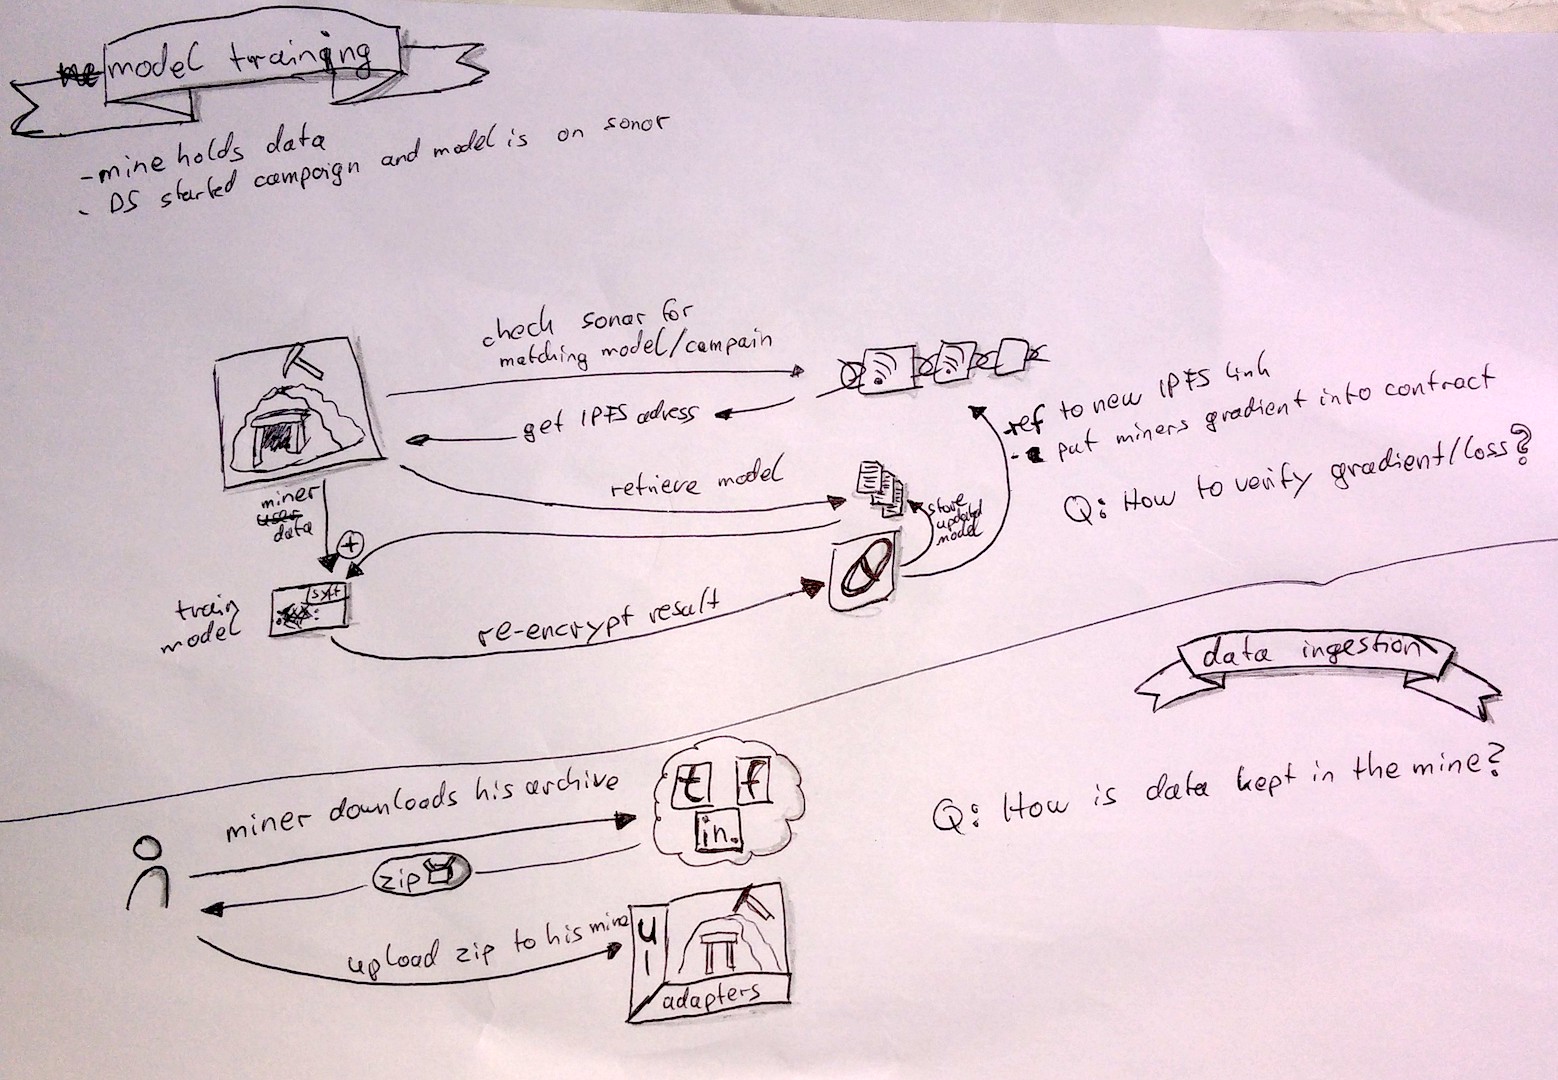 model training
- mine holds data
- DS started campaign and model is on sonar
check sonar for
matching model/campain
get IPFS adress
ref to new IPFS link
- put miners gradient into contract
Q: How to verify gradient/loss?
retrieve model
store
updated
model
miner
user
data
+
syft
train
model
re-encrypt result
data ingestion
Q: How is data kept in the mine?
miner downloads his archive
t f
in.
zip
upload zip to his mine
UI
adapters